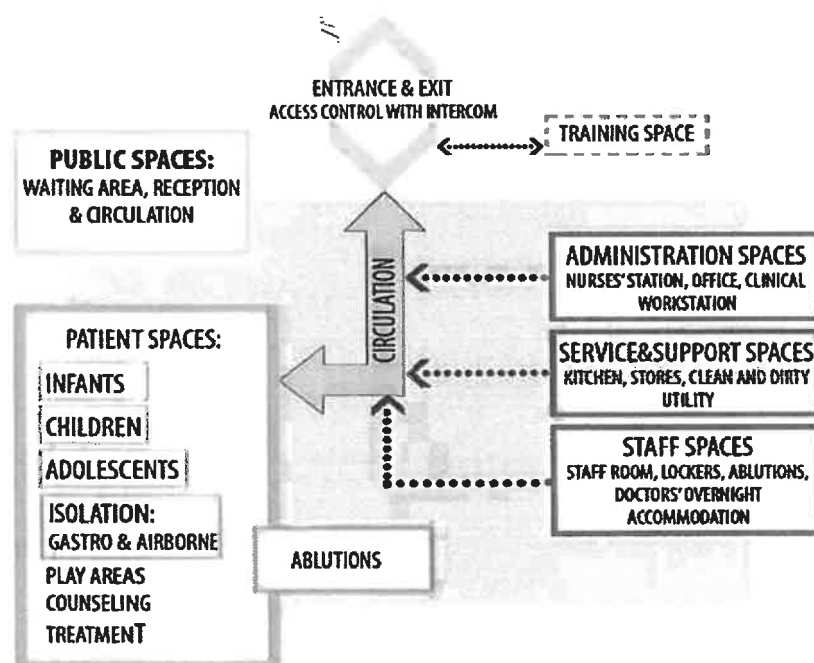 ENTRANCE & EXIT
ACCESS CONTROL WITH INTERCOM
TRAINING SPACE
PUBLIC SPACES:
WAITING AREA, RECEPTION
& CIRCULATION
CIRCULATION
ADMINISTRATION SPACES
NURSES' STATION, OFFICE, CLINICAL
WORKSTATION
SERVICE&SUPPORT SPACES
KITCHEN, STORES, CLEAN AND DIRTY
UTILITY
STAFF SPACES
STAFF ROOM, LOCKERS, ABLUTIONS,
DOCTORS' OVERNIGHT
ACCOMMODATION
PATIENT SPACES:
INFANTS
CHILDREN
ADOLESCENTS
ISOLATION:
GASTRO & AIRBORNE
PLAY AREAS
COUNSELING
TREATMENT
ABLUTIONS